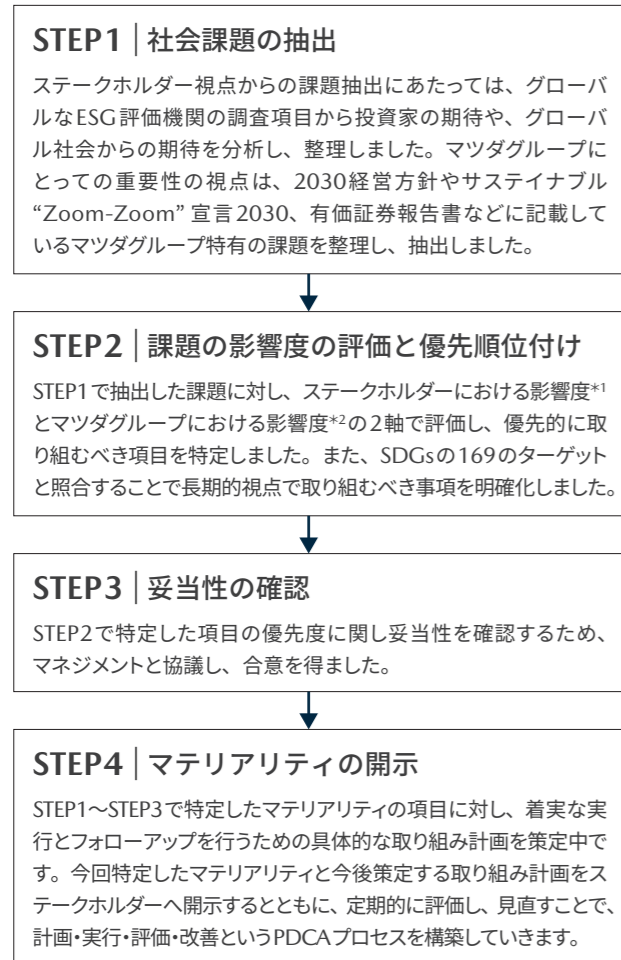 STEP1｜社会課題の抽出
ステークホルダー視点からの課題抽出にあたっては、グローバ
ルなESG評価機関の調査項目から投資家の期待や、グローバ
ル社会からの期待を分析し、整理しました。マツダグループに
とっての重要性の視点は、2030経営方針やサステイナブル
“Zoom-Zoom” 宣言2030、有価証券報告書などに記載して
いるマツダグループ特有の課題を整理し、抽出しました。
STEP2｜課題の影響度の評価と優先順位付け
STEP1で抽出した課題に対し、ステークホルダーにおける影響度*1
とマツダグループにおける影響度*2の2軸で評価し、優先的に取
り組むべき項目を特定しました。また、SDGsの169のターゲット
と照合することで長期的視点で取り組むべき事項を明確化しました。
STEP3｜妥当性の確認
STEP2で特定した項目の優先度に関し妥当性を確認するため、
マネジメントと協議し、合意を得ました。
STEP4｜マテリアリティの開示
STEP1～STEP3で特定したマテリアリティの項目に対し、着実な実
行とフォローアップを行うための具体的な取り組み計画を策定中で
す。今回特定したマテリアリティと今後策定する取り組み計画をス
テークホルダーへ開示するとともに、定期的に評価し、見直すことで、
計画・実行・評価・改善というPDCAプロセスを構築していきます。